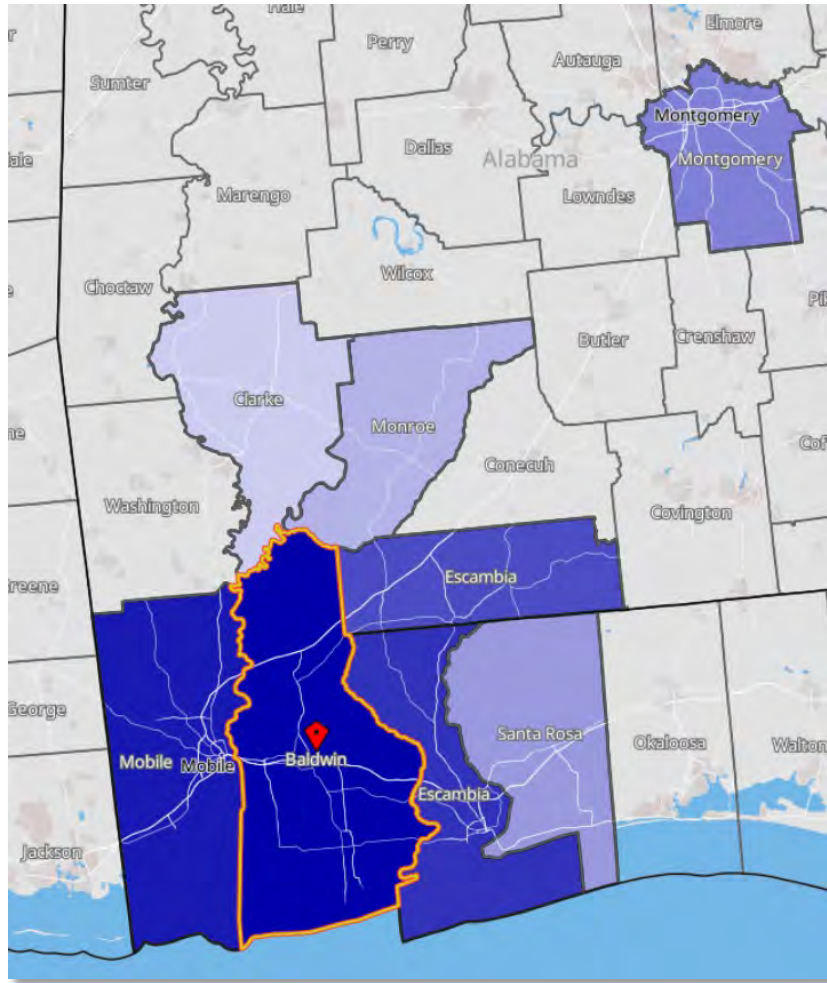 Hale
Elmore
Perry
Autauga
Sumter
Montgomery
Dallas
Alabama
Montgomery
Marengo
Lowndes
Wilcox
Choctaw
Butler
Crenshaw
Clarke
Monroe
Conecuh
Washington
Covington
Escambia
George
Santa Rosa
Okaloosa
Walton
Mobile
Mobile
Baldwin
Escambia
Jackson